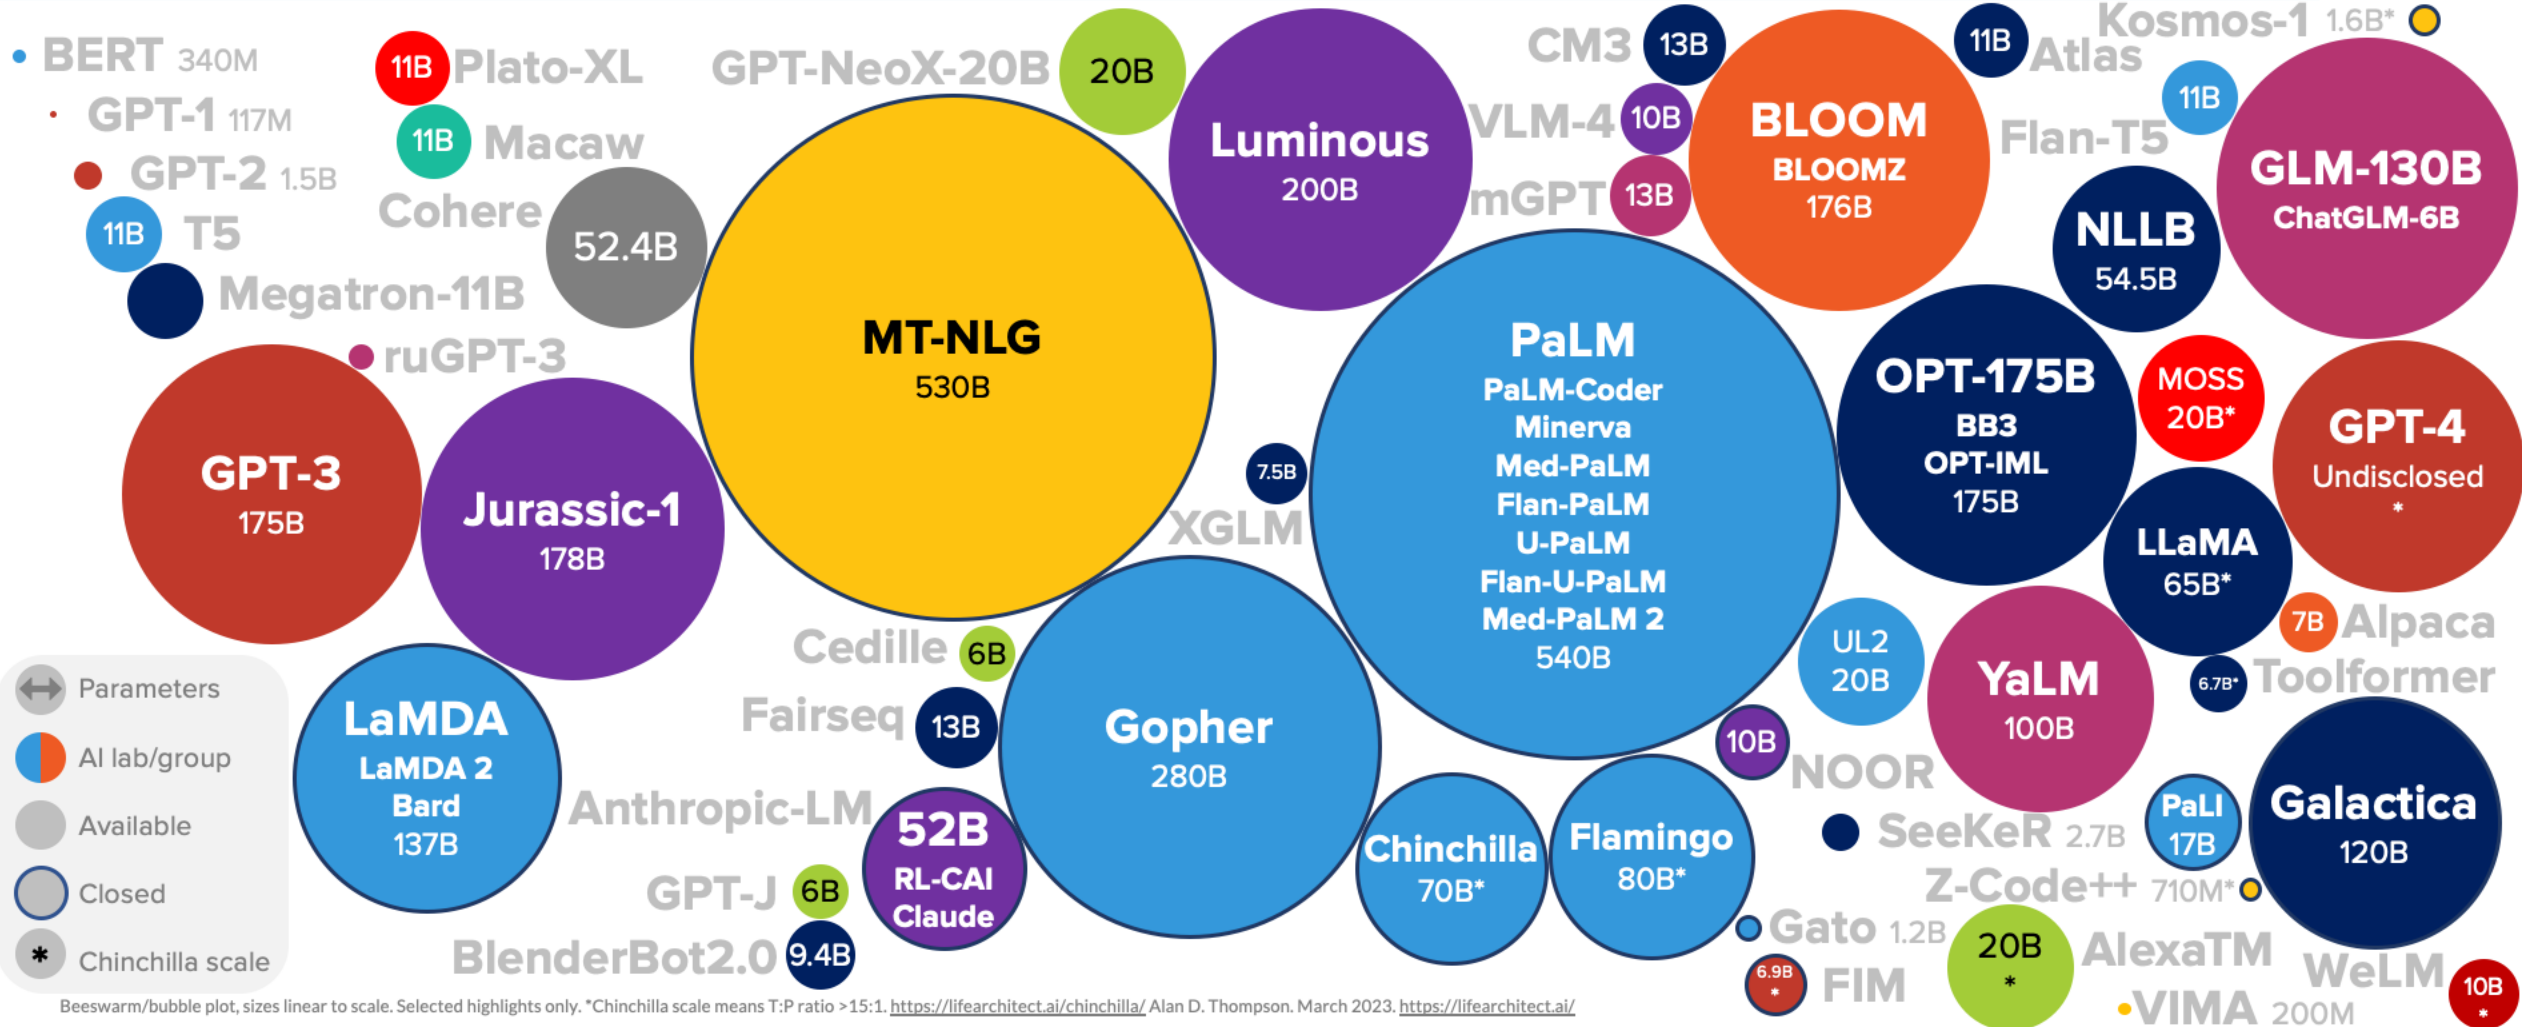 BERT 340M
GPT-1 117M
GPT-2 1.5B
11B T5
Megatron-11B
ruGPT-3
11B Plato-XL
11B Macaw
Cohere
52.4B
GPT-3
175B
Jurassic-1
178B
GPT-NeoX-20B 20B
MT-NLG
530B
Luminous
200B
CM3 13B
VLM-4 10B
mGPT 13B
BLOOM
BLOOMZ
176B
11B Atlas
Kosmos-1 1.6B*
11B
Flan-T5
GLM-130B
ChatGLM-6B
NLLB
54.5B
PaLM
PaLM-Coder
Minerva
Med-PaLM
Flan-PaLM
U-PaLM
Flan-U-PaLM
Med-PaLM 2
540B
7.5B
XGLM
OPT-175B
BB3
OPT-IML
175B
MOSS
20B*
GPT-4
Undisclosed
*
LLaMA
65B*
7B Alpaca
6.7B* Toolformer
LaMDA
LaMDA 2
Bard
137B
Cedille 6B
Fairseq 13B
Gopher
280B
Anthropic-LM
52B
RL-CAI
Claude
GPT-J 6B
BlenderBot2.0 9.4B
Chinchilla
70B*
Flamingo
80B*
UL2
20B
10B
NOOR
YaLM
100B
SeeKeR 2.7B
PaLI
17B
Galactica
120B
Z-Code++ 710M*
Gato 1.2B
6.9B
*
FIM
20B
*
AlexaTM
WeLM
10B
*
VIMA 200M
Parameters
AI lab/group
Available
Closed
* Chinchilla scale
Beeswarm/bubble plot, sizes linear to scale. Selected highlights only. *Chinchilla scale means T:P ratio >15:1. https://lifearchitect.ai/chinchilla/ Alan D. Thompson. March 2023. https://lifearchitect.ai/